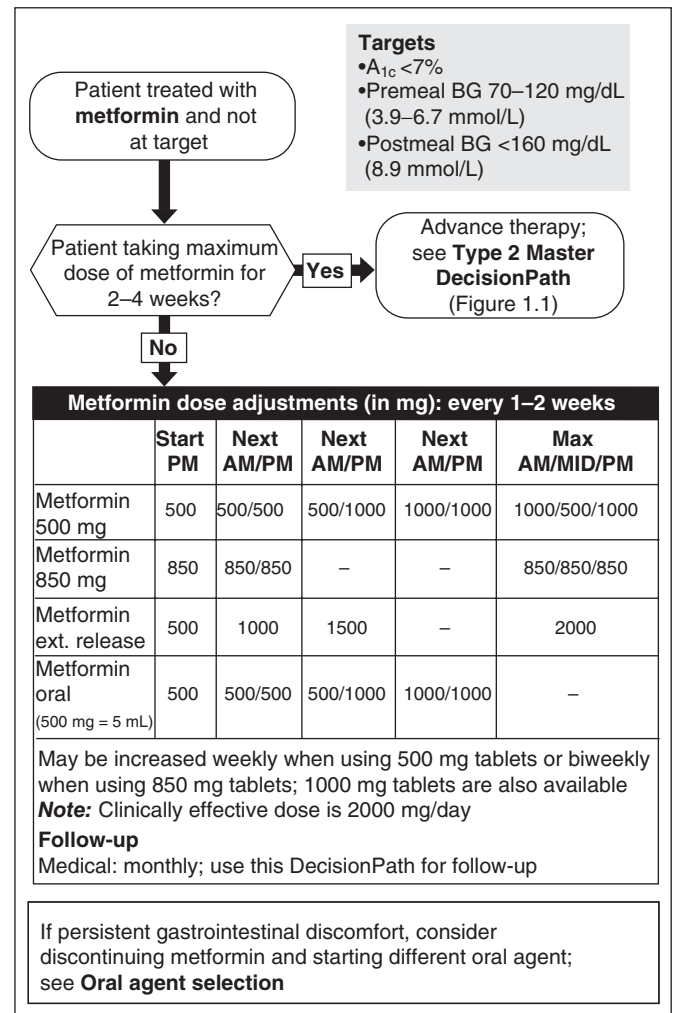 Targets
•A1c <7%
•Premeal BG 70–120 mg/dL
(3.9–6.7 mmol/L)
•Postmeal BG <160 mg/dL
(8.9 mmol/L)
Patient treated with
metformin and not
at target
Patient taking maximum
dose of metformin for
2–4 weeks?
Yes
Advance therapy;
see Type 2 Master
DecisionPath
(Figure 1.1)
No
Metformin dose adjustments (in mg): every 1–2 weeks
Start Next Next Next Max
PM AM/PM AM/PM AM/PM AM/MID/PM
Metformin
500 mg 500 500/500 500/1000 1000/1000 1000/500/1000
Metformin
850 mg 850 850/850 – – 850/850/850
Metformin
ext. release 500 1000 1500 – 2000
Metformin
oral 500 500/500 500/1000 1000/1000 –
(500 mg = 5 mL)
May be increased weekly when using 500 mg tablets or biweekly
when using 850 mg tablets; 1000 mg tablets are also available
Note: Clinically effective dose is 2000 mg/day
Follow-up
Medical: monthly; use this DecisionPath for follow-up
If persistent gastrointestinal discomfort, consider
discontinuing metformin and starting different oral agent;
see Oral agent selection